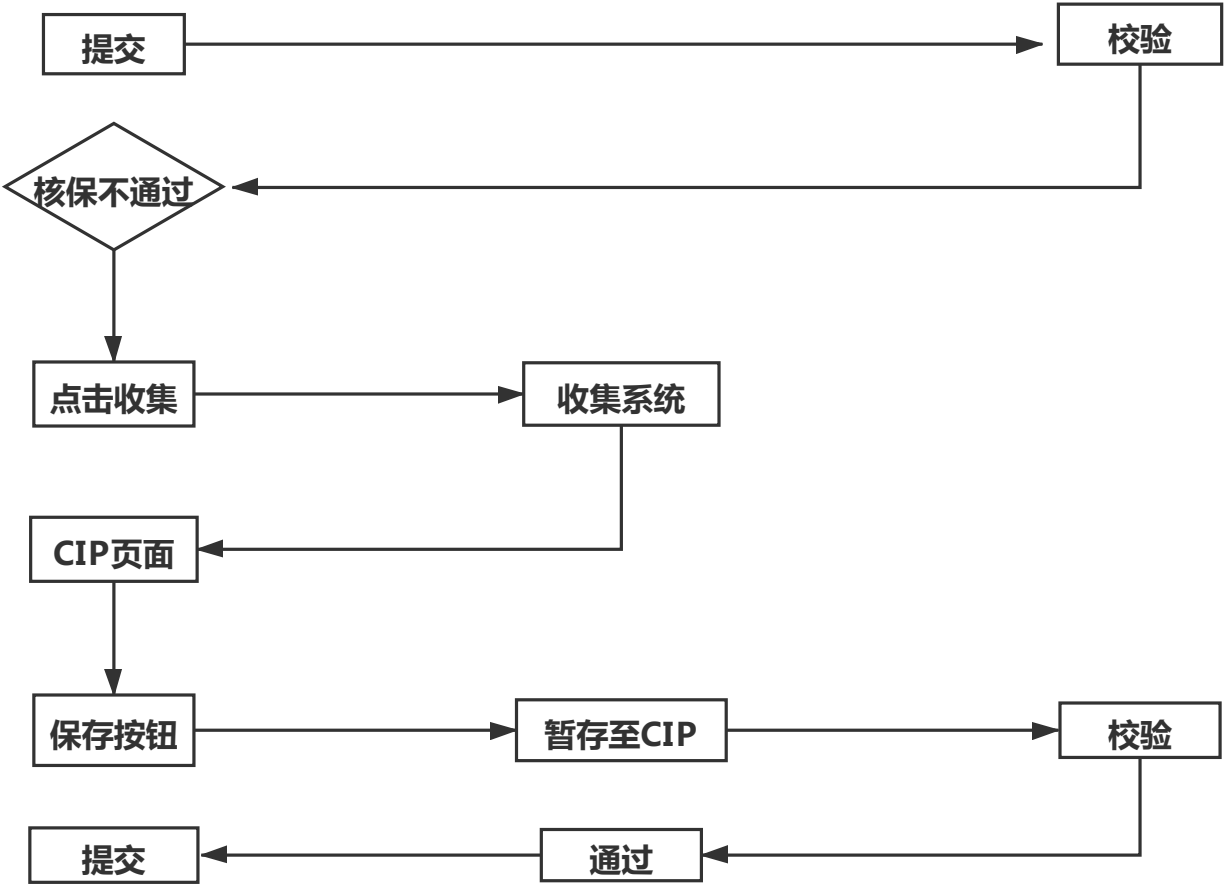 提交
校验
核保不通过
点击收集
收集系统
CIP页面
保存按钮
暂存至CIP
校验
提交
通过